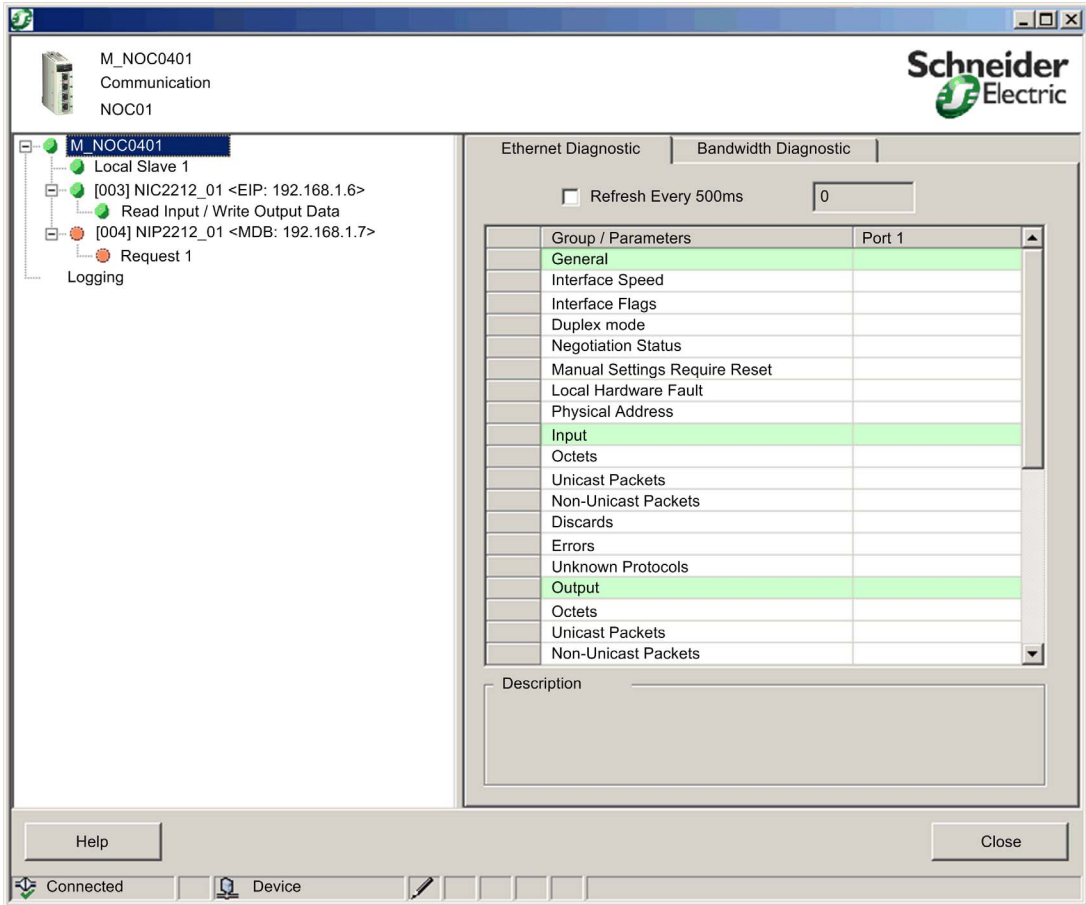 M_NOC0401
Communication
NOC01
Schneider
Electric
M_NOC0401
Local Slave 1
[003] NIC2212_01 <EIP: 192.168.1.6>
Read Input / Write Output Data
[004] NIP2212_01 <MDB: 192.168.1.7>
Request 1
Logging
Ethernet Diagnostic
Bandwidth Diagnostic
Refresh Every 500ms
0
Group / Parameters
Port 1
General
Interface Speed
Interface Flags
Duplex mode
Negotiation Status
Manual Settings Require Reset
Local Hardware Fault
Physical Address
Input
Octets
Unicast Packets
Non-Unicast Packets
Discards
Errors
Unknown Protocols
Output
Octets
Unicast Packets
Non-Unicast Packets
Description
Help
Close
Connected
Device